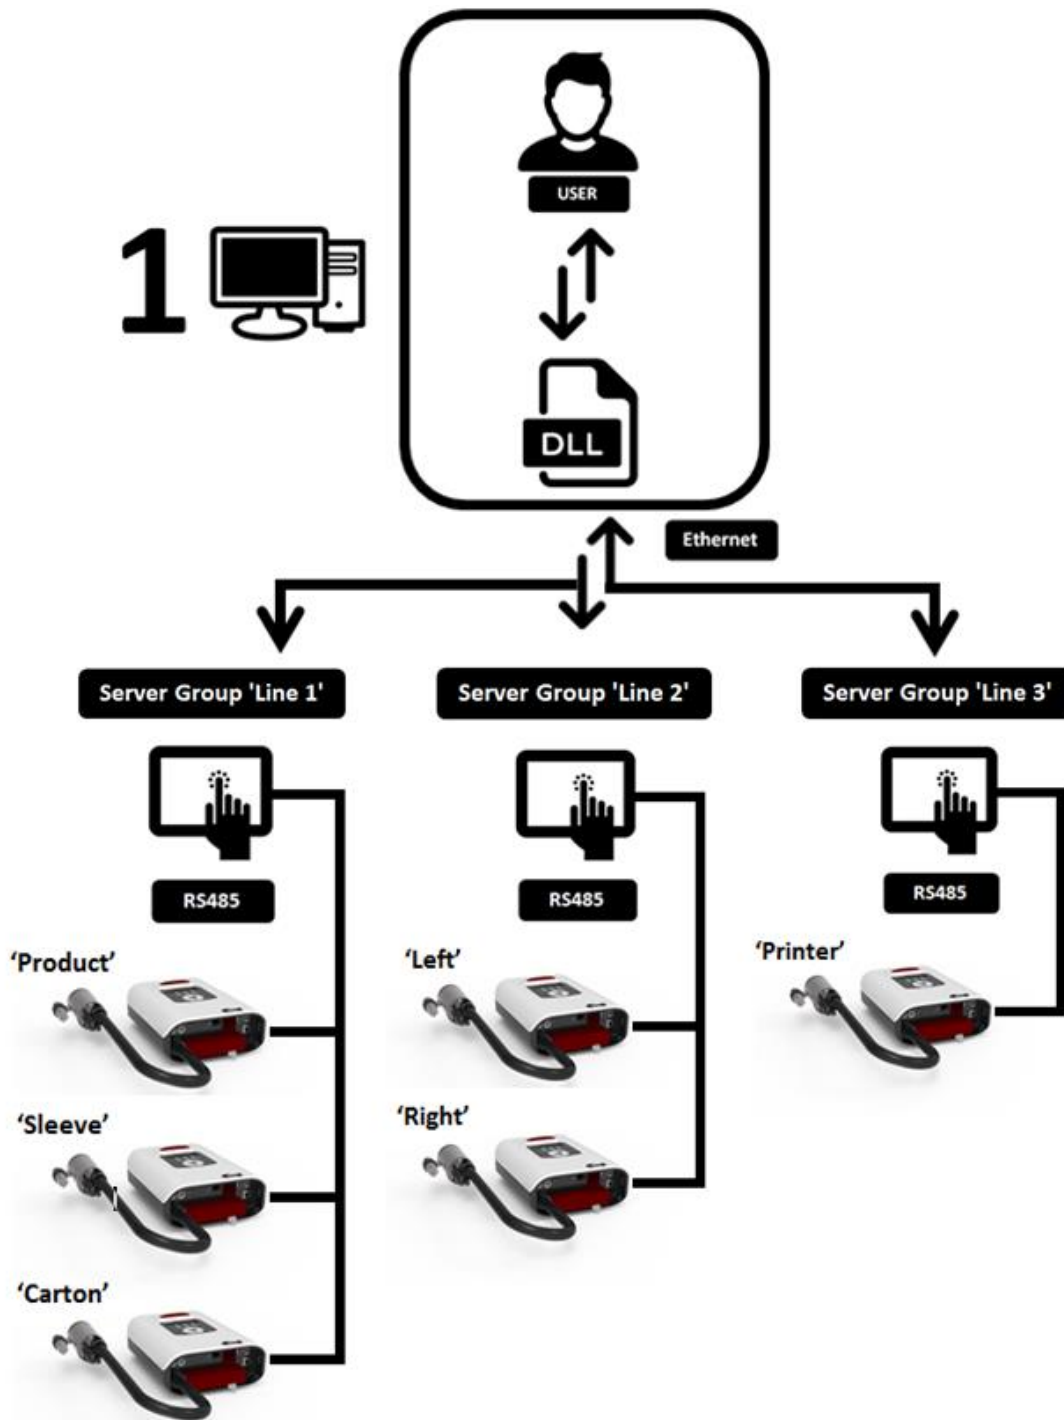 USER
1
DLL
Ethernet
Server Group 'Line 1'
Server Group 'Line 2'
Server Group 'Line 3'
RS485
RS485
RS485
‘Product’
‘Left’
‘Printer’
‘Sleeve’
‘Right’
‘Carton’